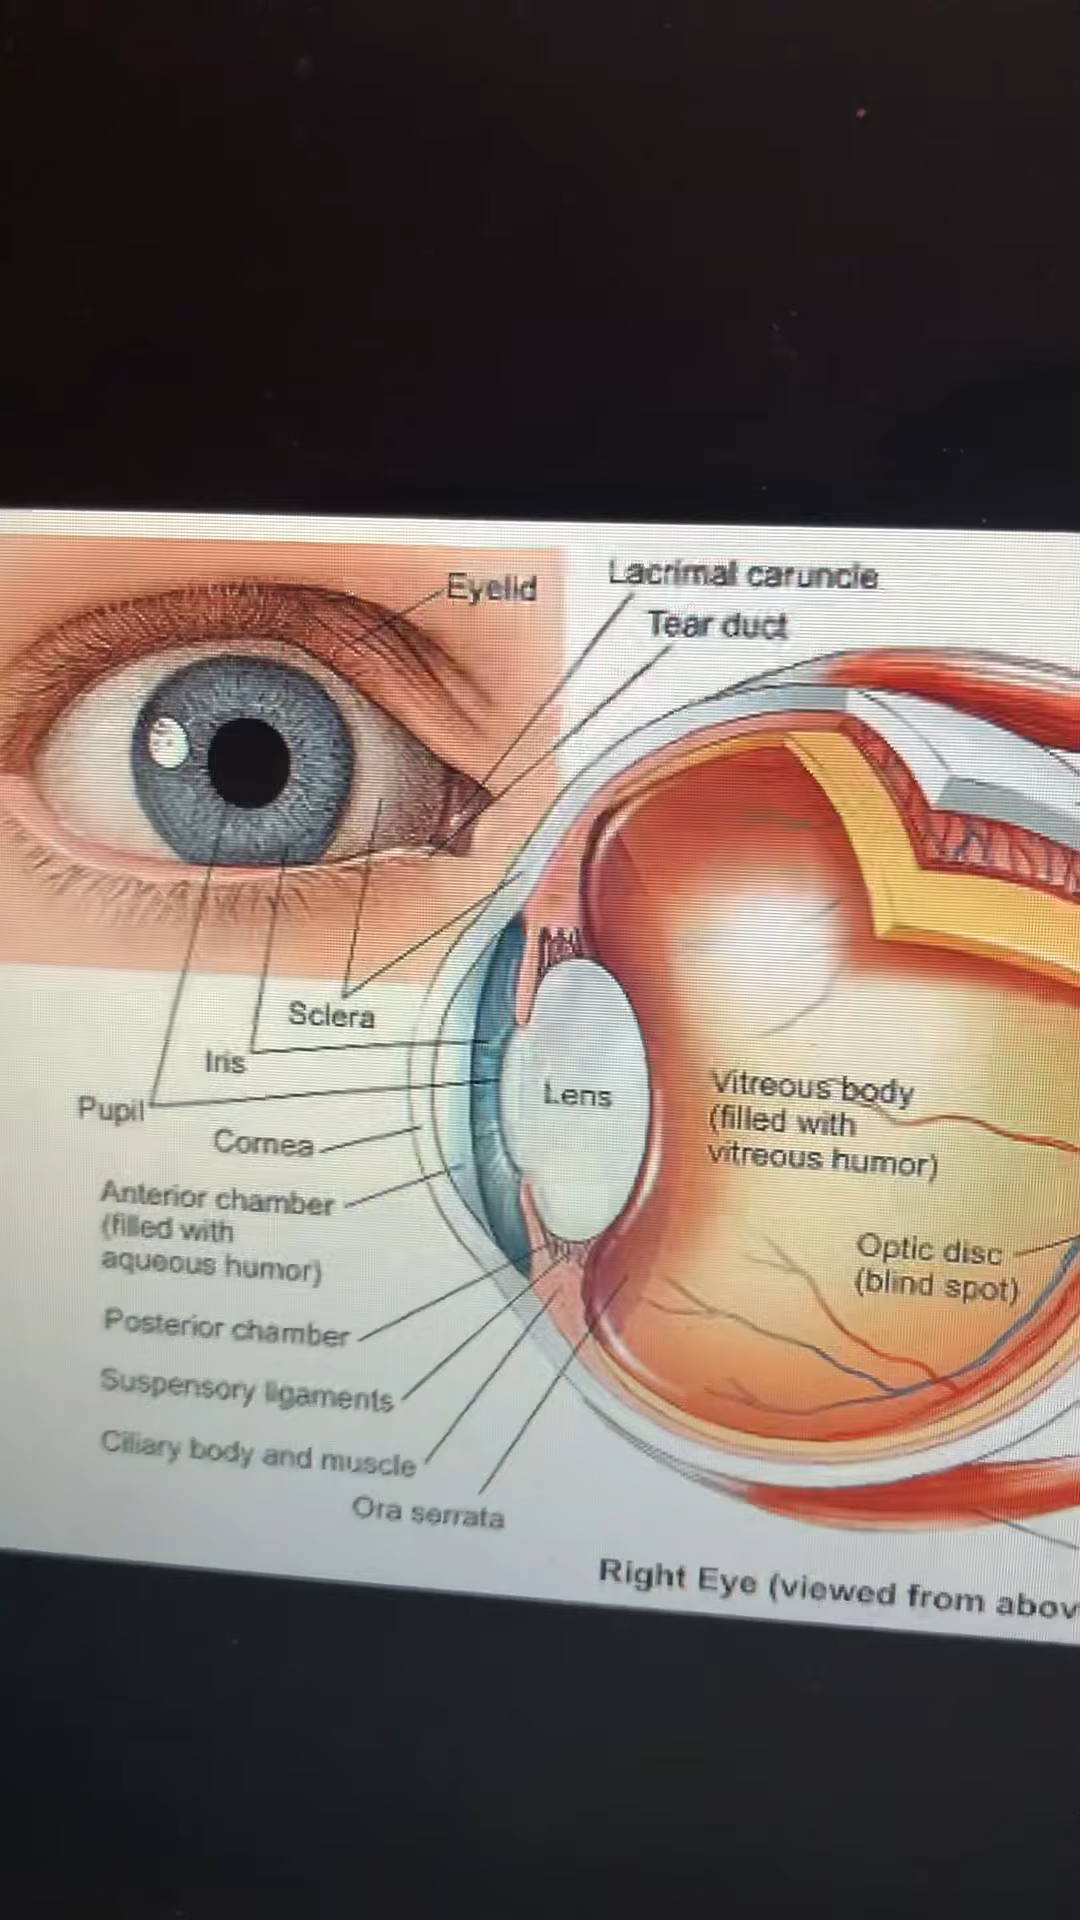 Eyelid
Lacrimal caruncle
Tear duct
Sclera
Iris
Pupil
Cornea
Anterior chamber
(filled with
aqueous humor)
Posterior chamber
Suspensory ligaments
Ciliary body and muscle
Ora serrata
Lens
Vitreous body
(filled with
vitreous humor)
Optic disc
(blind spot)
Right Eye (viewed from abov